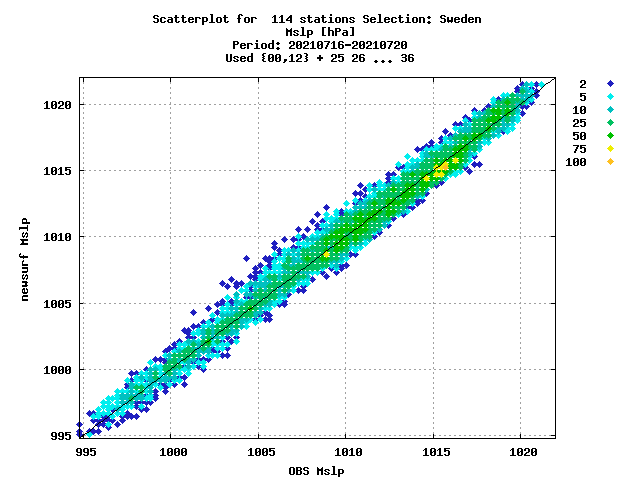 Scatterplot for  114 stations Selection: Sweden
Mslp [hPa]
Period: 20210716-20210720
Used {00,12} + 25 26 ... 36
2
5
10
25
50
75
100
1020
1015
1010
1005
1000
995
newsurf Mslp
995 1000 1005 1010 1015 1020
OBS Mslp